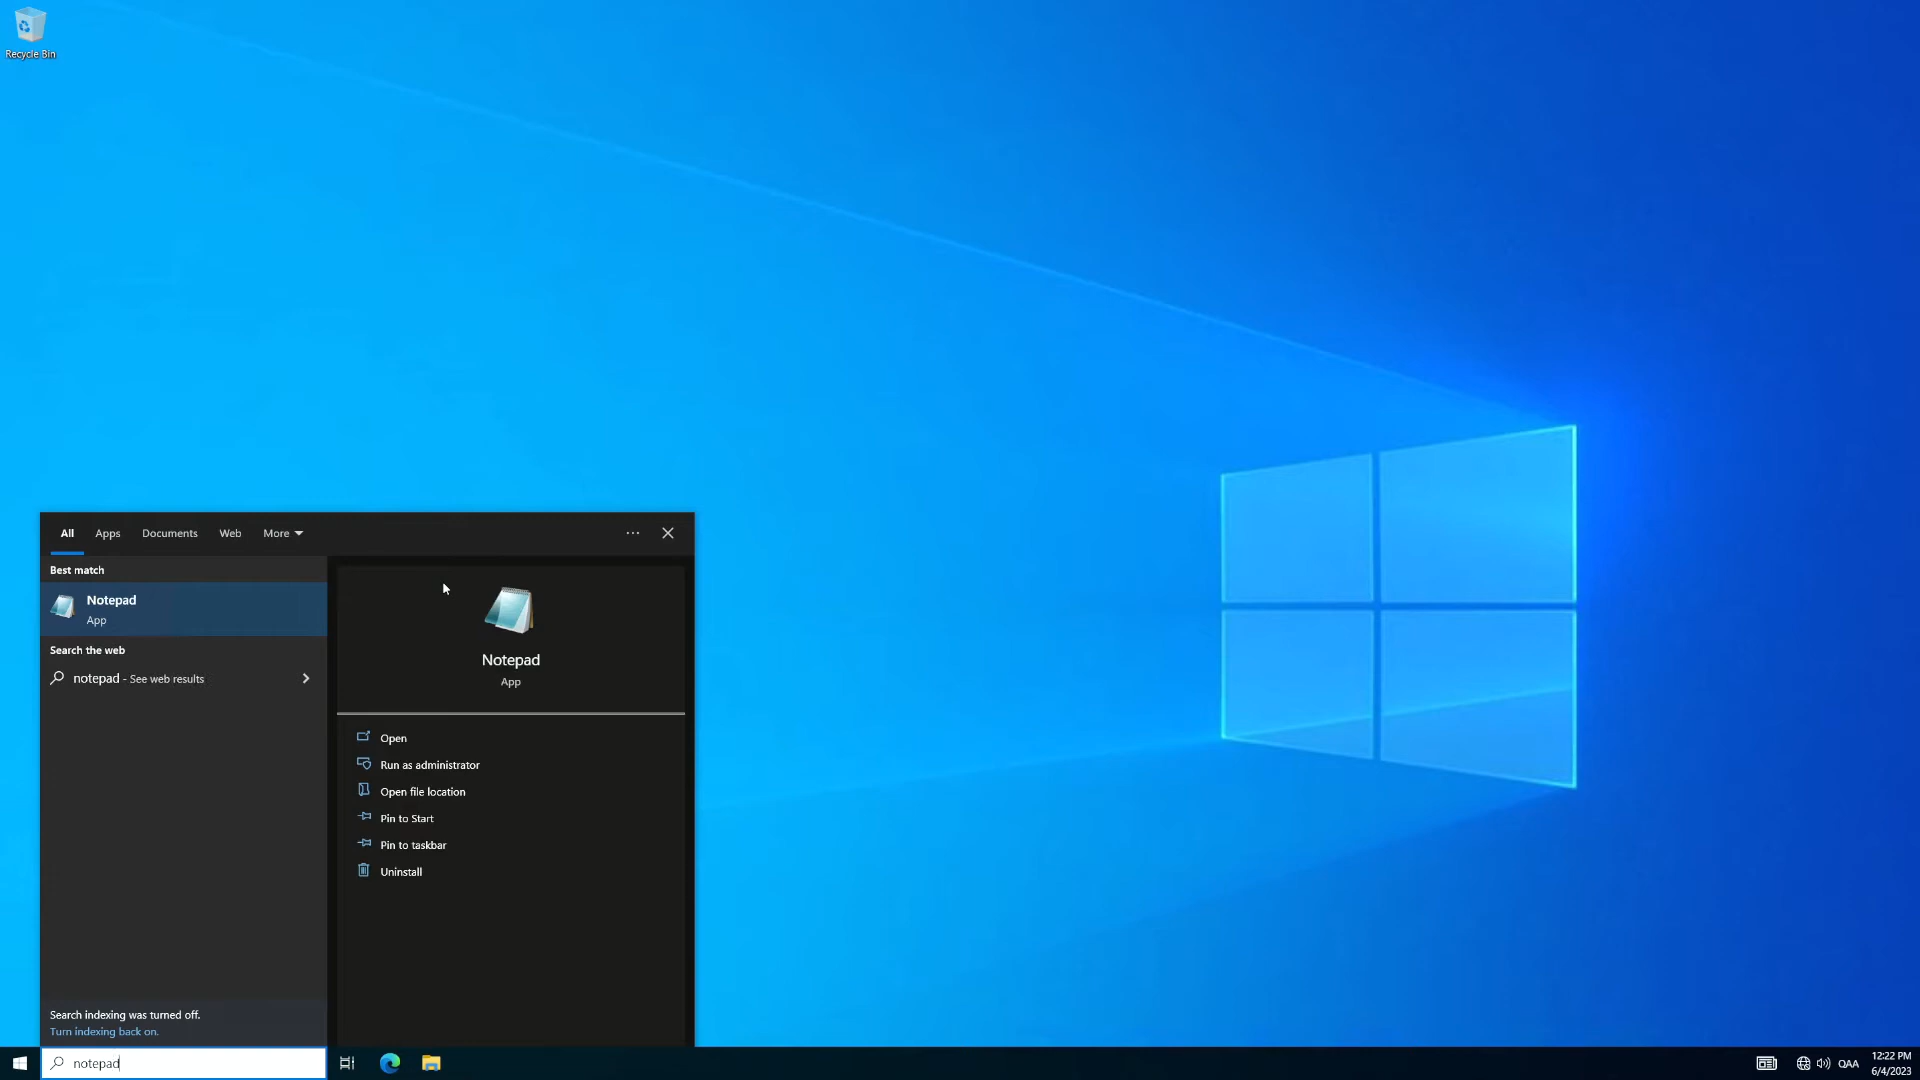 Recycle Bin
All
Apps
Documents
Web
More
Best match
Notepad
App
Search the web
notepad - See web results
Notepad
App
Open
Run as administrator
Open file location
Pin to Start
Pin to taskbar
Uninstall
Search indexing was turned off.
Turn indexing back on.
notepad
QAA
12:22 PM
6/4/2023